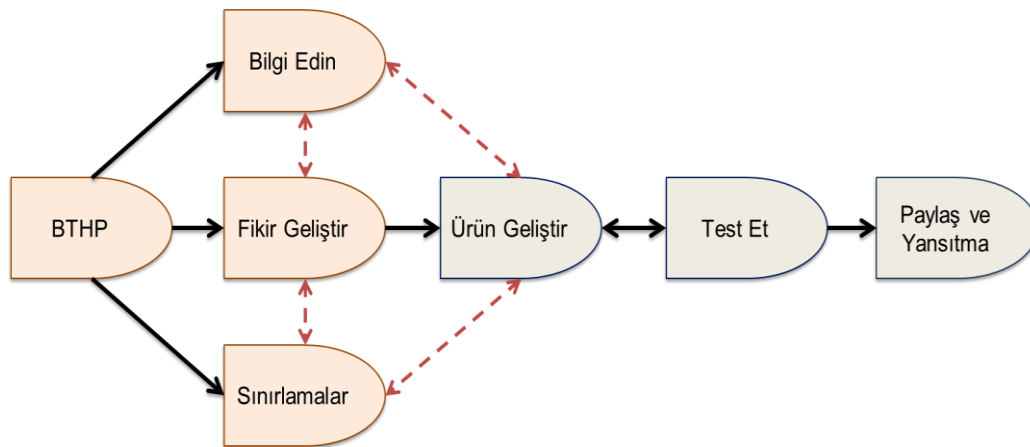 Bilgi Edin
BTHP
Fikir Geliştir
Ürün Geliştir
Test Et
Paylaş ve
Yansıtma
Sınırlamalar